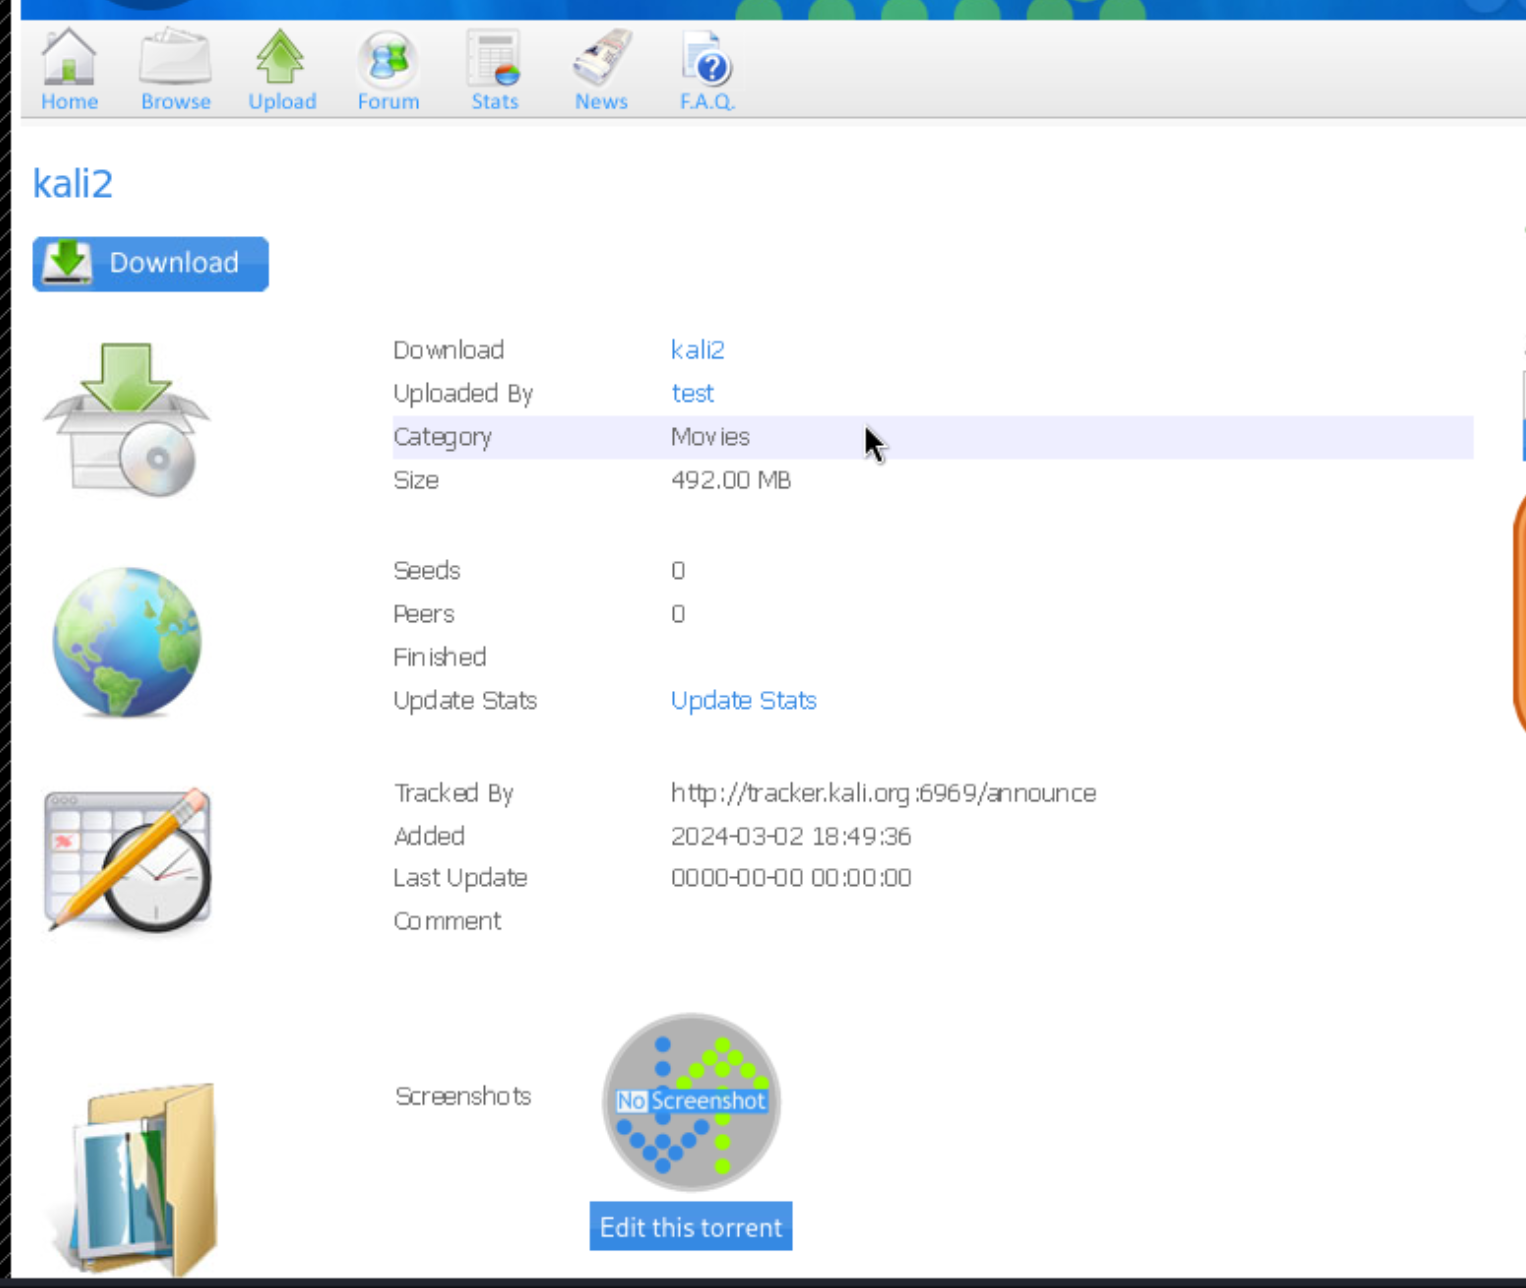 Home Browse Upload Forum Stats News F.A.Q.
kali2
Download
Download kali2
Uploaded By test
Category Movies
Size 492.00 MB
Seeds 0
Peers 0
Finished
Update Stats Update Stats
Tracked By http://tracker.kali.org:6969/announce
Added 2024-03-02 18:49:36
Last Update 0000-00-00 00:00:00
Comment
Screenshots No Screenshot
Edit this torrent